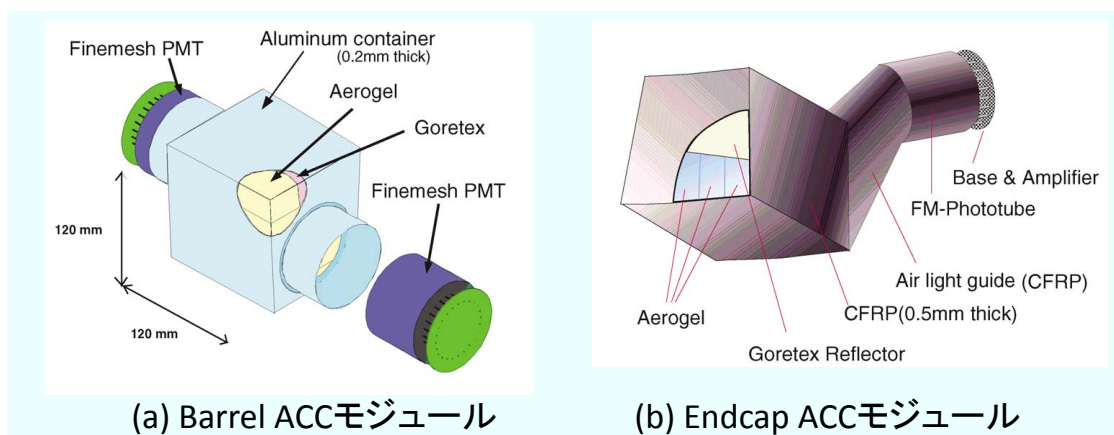 Finemesh PMT
Aluminum container
(0.2mm thick)
Aerogel
Goretex
Finemesh PMT
120 mm
120 mm
(a) Barrel ACCモジュール
Base & Amplifier
FM-Phototube
Air light guide (CFRP)
CFRP(0.5mm thick)
Aerogel
Goretex Reflector
(b) Endcap ACCモジュール